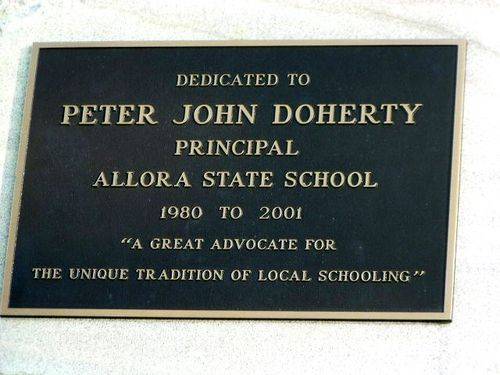 DEDICATED TO
PETER JOHN DOHERTY
PRINCIPAL
ALLORA STATE SCHOOL
1980 TO 2001
"A GREAT ADVOCATE FOR
THE UNIQUE TRADITION OF LOCAL SCHOOLING"